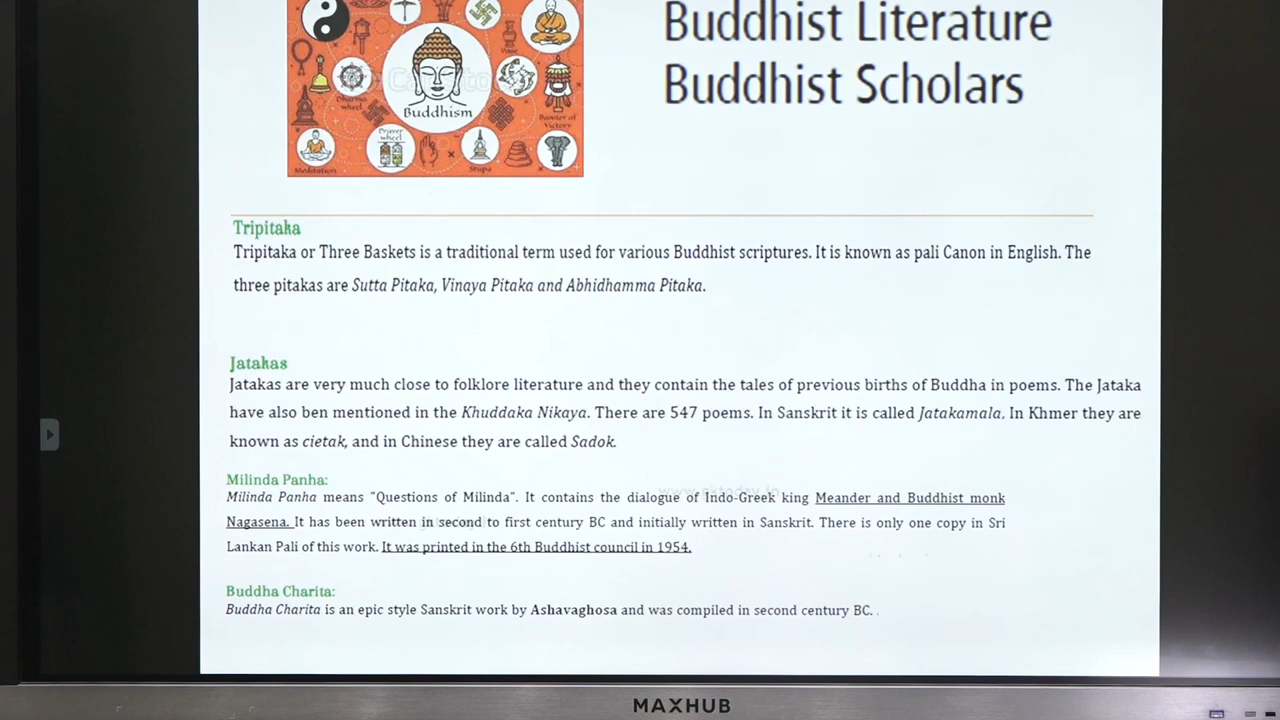 Buddhist Literature
Buddhist Scholars
Buddhism
Dharma
wheel
Vase
Banner of
Victory
Prayer
wheel
Meditation
Stupa
Tripitaka
Tripitaka or Three Baskets is a traditional term used for various Buddhist scriptures. It is known as pali Canon in English. The
three pitakas are Sutta Pitaka, Vinaya Pitaka and Abhidhamma Pitaka.
Jatakas
Jatakas are very much close to folklore literature and they contain the tales of previous births of Buddha in poems. The Jataka
have also ben mentioned in the Khuddaka Nikaya. There are 547 poems. In Sanskrit it is called Jatakamala. In Khmer they are
known as cietak, and in Chinese they are called Sadok.
Milinda Panha:
Milinda Panha means "Questions of Milinda". It contains the dialogue of Indo-Greek king Meander and Buddhist monk
Nagasena. It has been written in second to first century BC and initially written in Sanskrit. There is only one copy in Sri
Lankan Pali of this work. It was printed in the 6th Buddhist council in 1954.
Buddha Charita:
Buddha Charita is an epic style Sanskrit work by Ashavaghosa and was compiled in second century BC. .
MAXHUB